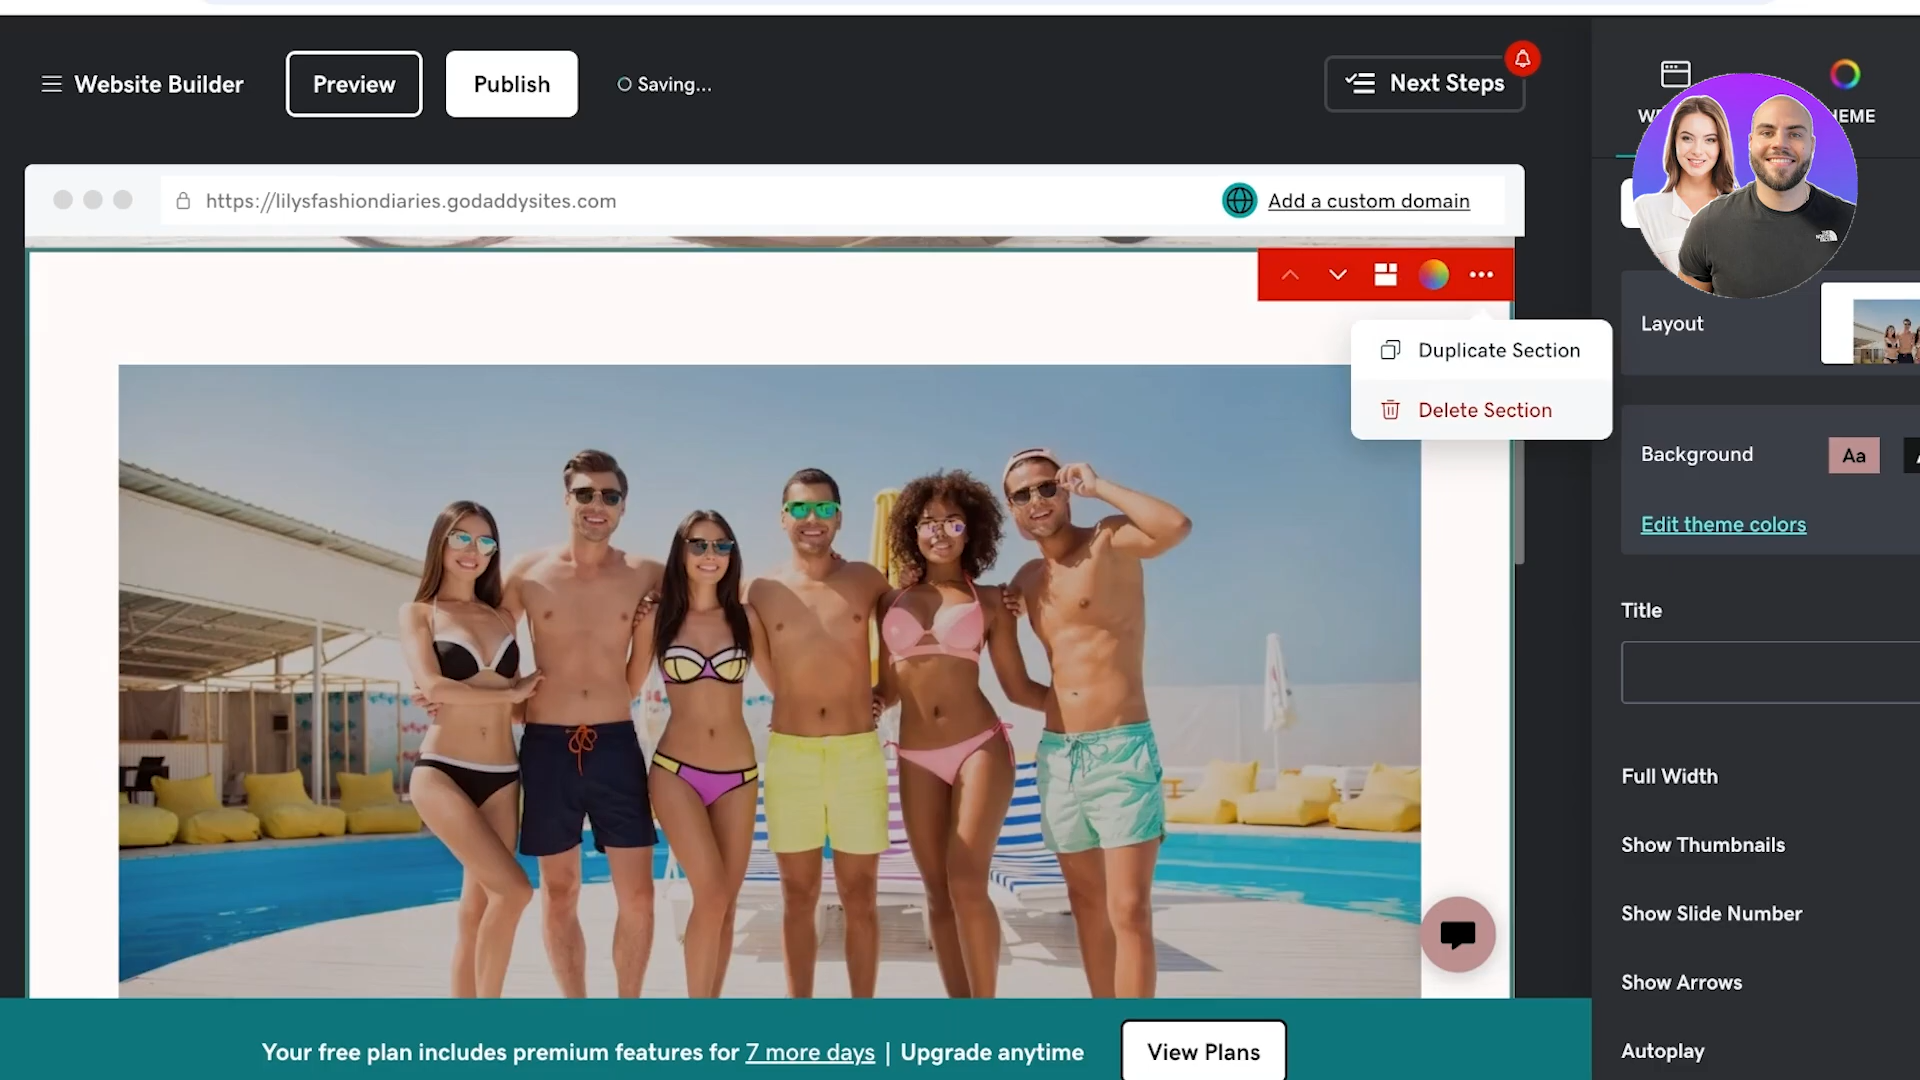 Website Builder
Preview
Publish
Saving...
Next Steps
https://lilysfashiondiaries.godaddysites.com
Add a custom domain
Duplicate Section
Delete Section
Layout
Background
Aa
Edit theme colors
Title
Full Width
Show Thumbnails
Show Slide Number
Show Arrows
Autoplay
Your free plan includes premium features for 7 more days | Upgrade anytime
View Plans